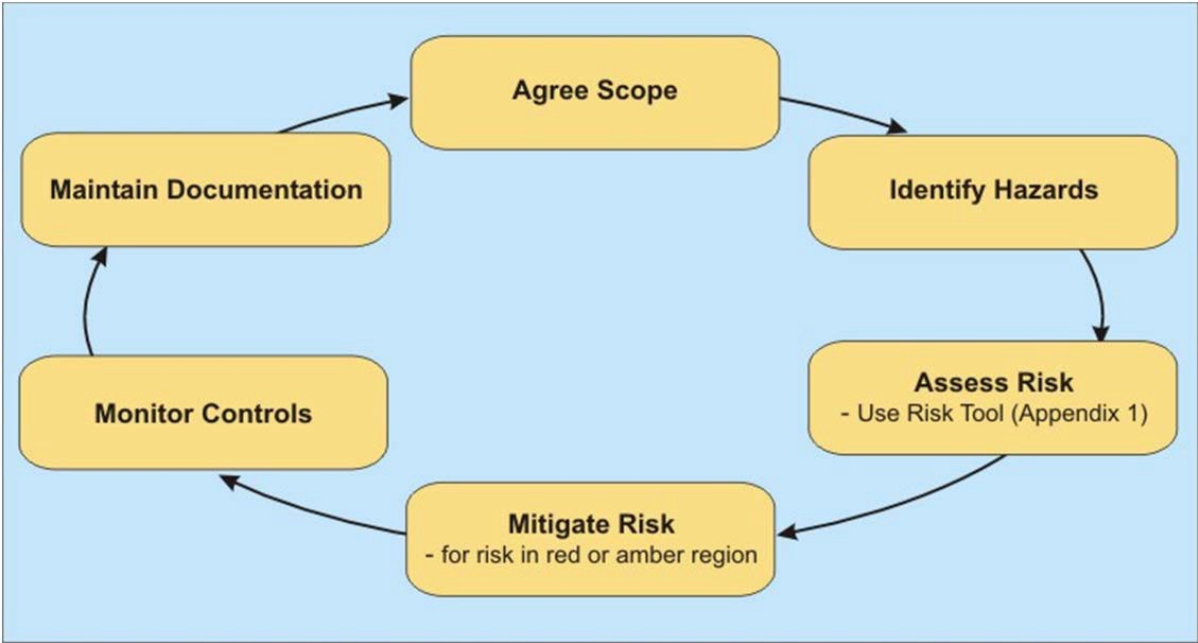 Agree Scope
Identify Hazards
Assess Risk
- Use Risk Tool (Appendix 1)
Mitigate Risk
- for risk in red or amber region
Monitor Controls
Maintain Documentation